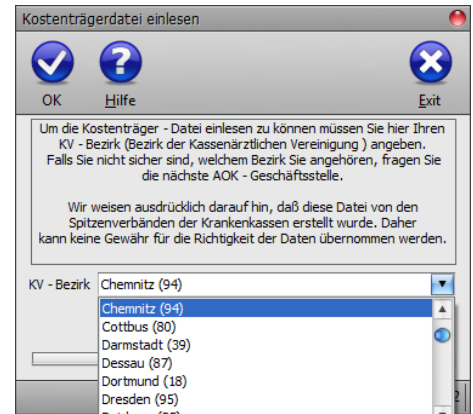 Kostenträgerdatei einlesen
OK Hilfe Exit
Um die Kostenträger - Datei einlesen zu können müssen Sie hier Ihren
KV - Bezirk (Bezirk der Kassenärztlichen Vereinigung ) angeben.
Falls Sie nicht sicher sind, welchem Bezirk Sie angehören, fragen Sie
die nächste AOK - Geschäftsstelle.
Wir weisen ausdrücklich darauf hin, daß diese Datei von den
Spitzenverbänden der Krankenkassen erstellt wurde. Daher
kann keine Gewähr für die Richtigkeit der Daten übernommen werden.
KV - Bezirk Chemnitz (94)
Chemnitz (94)
Cottbus (80)
Darmstadt (39)
Dessau (87)
Dortmund (18)
Dresden (95)